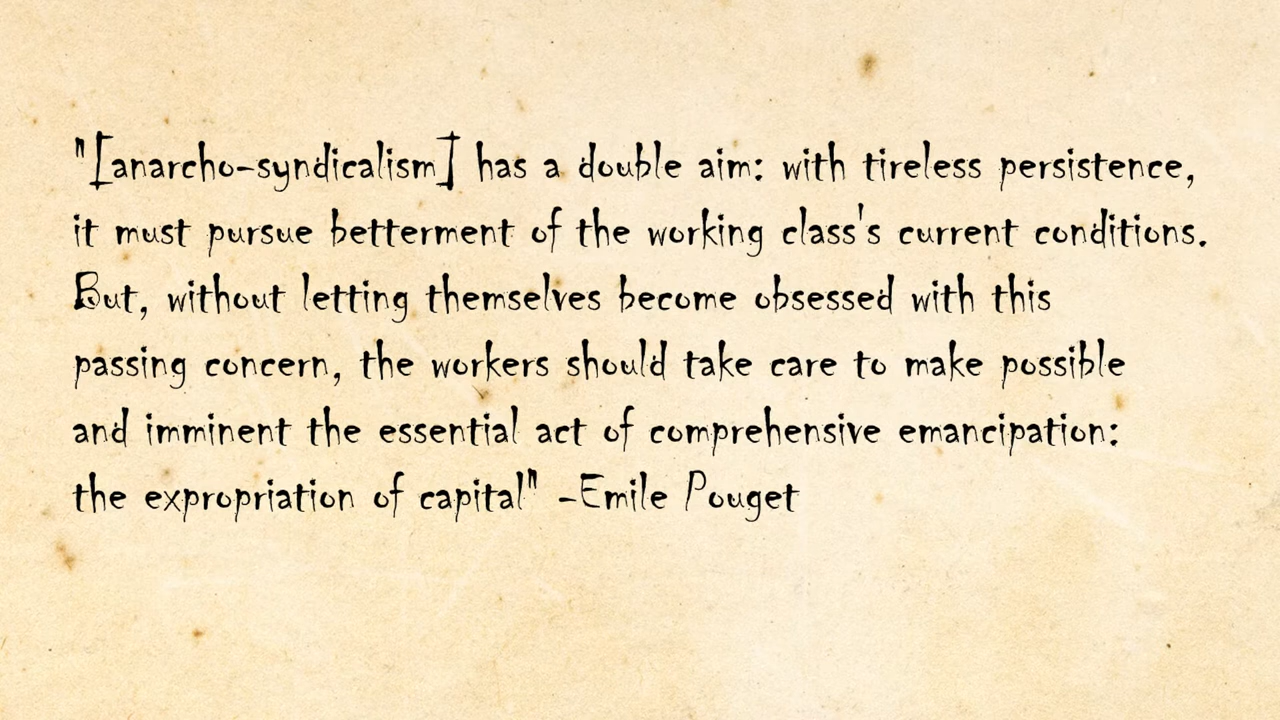 "[anarcho-syndicalism] has a double aim: with tireless persistence,
it must pursue betterment of the working class's current conditions.
But, without letting themselves become obsessed with this
passing concern, the workers should take care to make possible
and imminent the essential act of comprehensive emancipation:
the expropriation of capital" -Emile Pouget